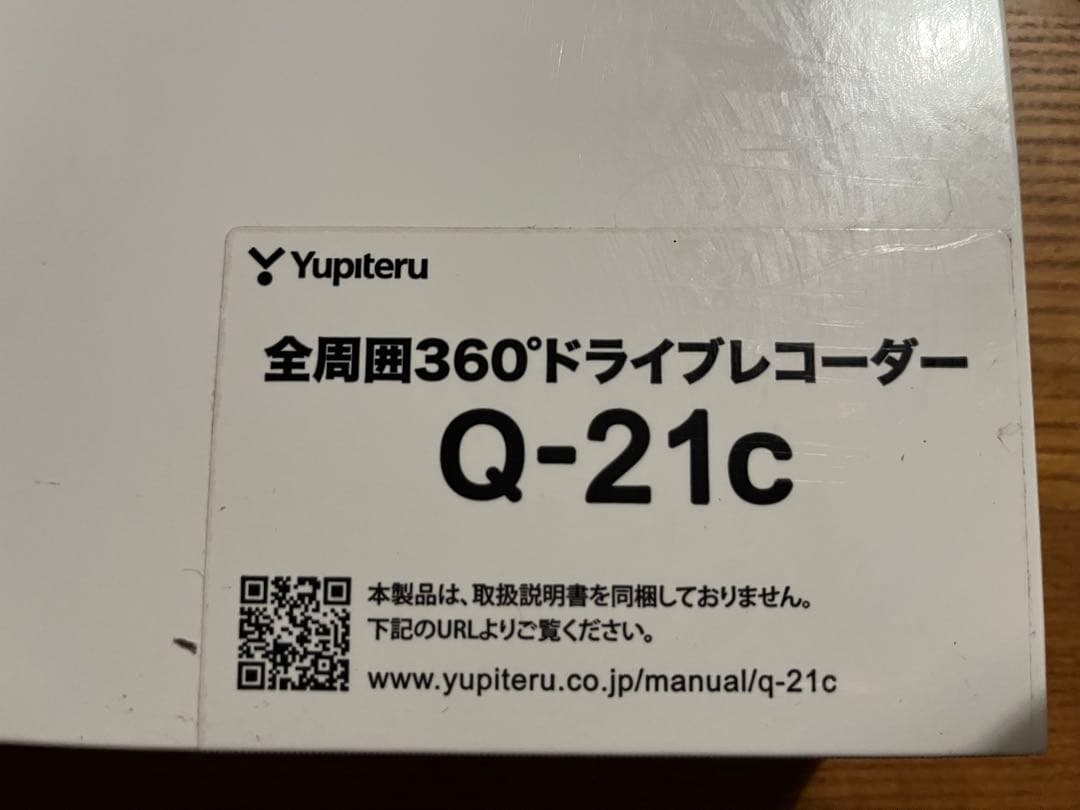 Yupiteru
全周囲360°ドライブレコーダー
Q-21c
本製品は、取扱説明書を同梱しておりません。
下記のURLよりご覧ください。
www.yupiteru.co.jp/manual/q-21c